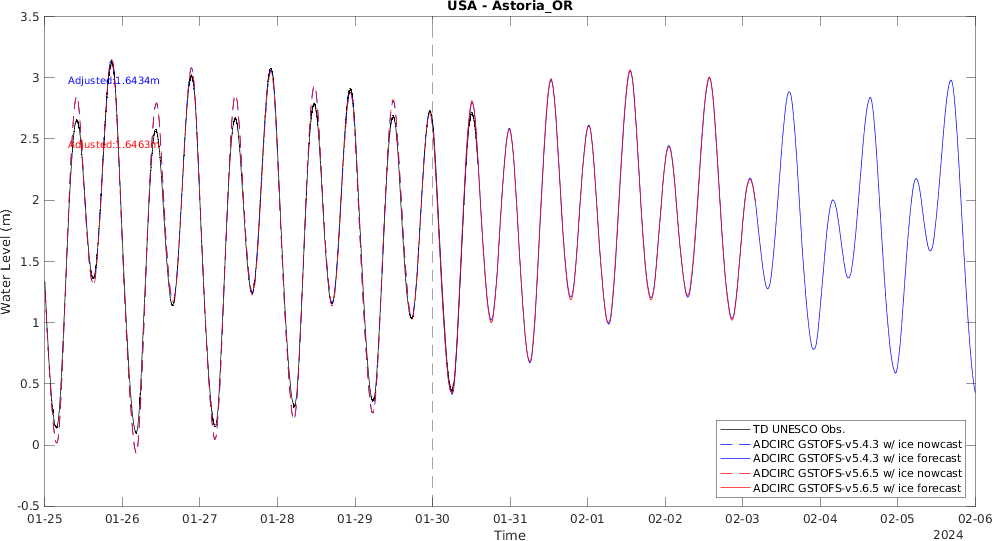 USA - Astoria_OR
3.5
3
2.5
2
1.5
1
0.5
0
-0.5
Water Level (m)
Adjusted:1.6434m
Adjusted:1.6463m
TD UNESCO Obs.
ADCIRC GSTOFS-v5.4.3 w/ ice nowcast
ADCIRC GSTOFS-v5.4.3 w/ ice forecast
ADCIRC GSTOFS-v5.6.5 w/ ice nowcast
ADCIRC GSTOFS-v5.6.5 w/ ice forecast
01-25 01-26 01-27 01-28 01-29 01-30 01-31 02-01 02-02 02-03 02-04 02-05 02-06
Time
2024